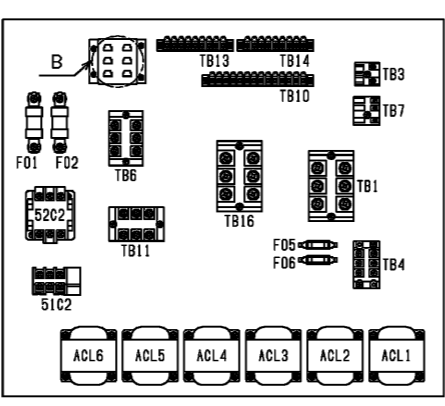 B
TB13 TB14
TB10
TB3
TB7
F01 F02
TB6
TB1
52C2
TB16
TB11
F05
F06
TB4
51C2
ACL6 ACL5 ACL4 ACL3 ACL2 ACL1